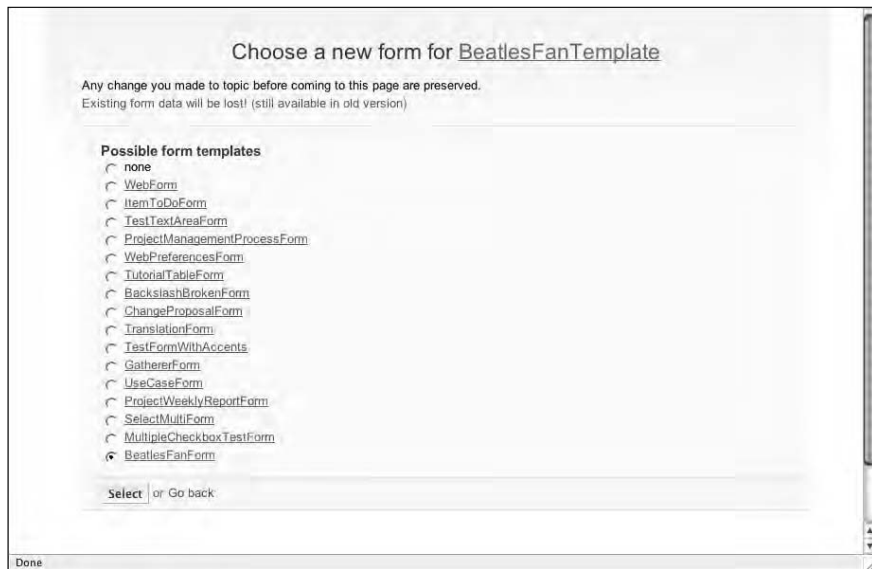 Choose a new form for BeatlesFanTemplate
Any change you made to topic before coming to this page are preserved.
Existing form data will be lost! (still available in old version)
Possible form templates
none
WebForm
ItemToDoForm
TestTextAreaForm
ProjectManagementProcessForm
WebPreferencesForm
TutorialTableForm
BackslashBrokenForm
ChangeProposalForm
TranslationForm
TestFormWithAccents
GathererForm
UseCaseForm
ProjectWeeklyReportForm
SelectMultiForm
MultipleCheckboxTestForm
BeatlesFanForm
Select or Go back
Done